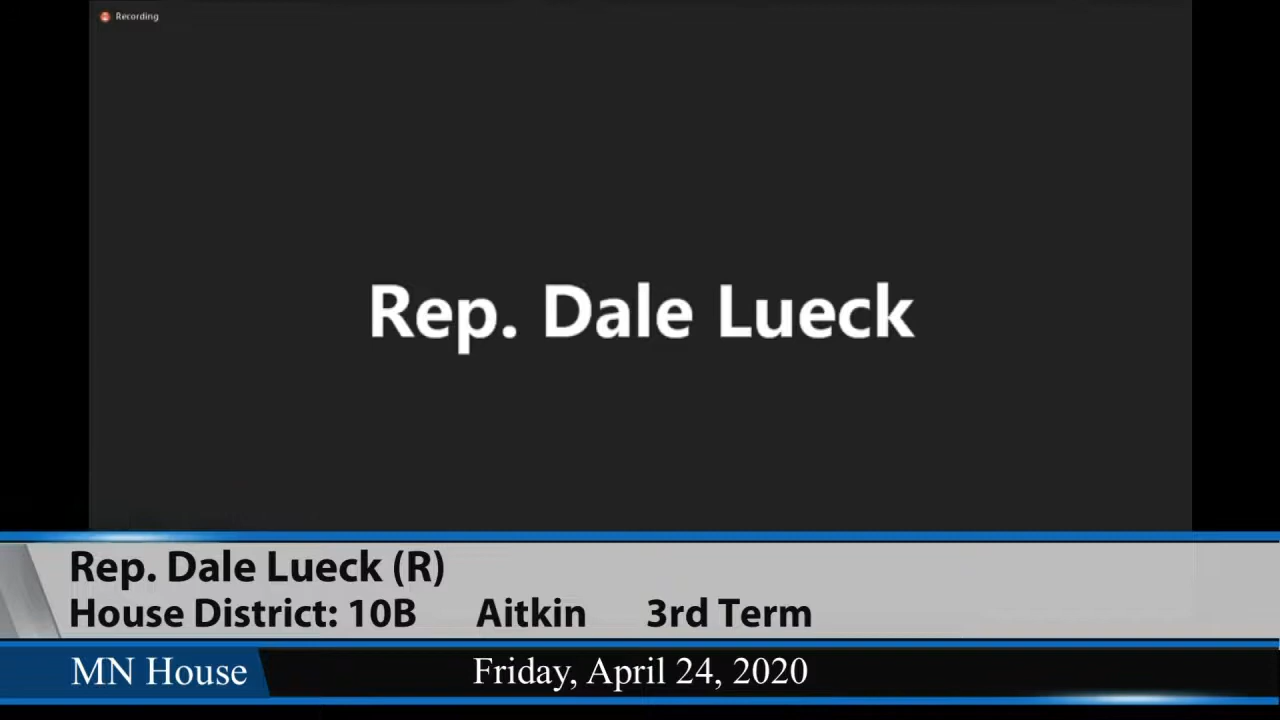 Recording
Rep. Dale Lueck
Rep. Dale Lueck (R)
House District: 10B Aitkin 3rd Term
MN House Friday, April 24, 2020